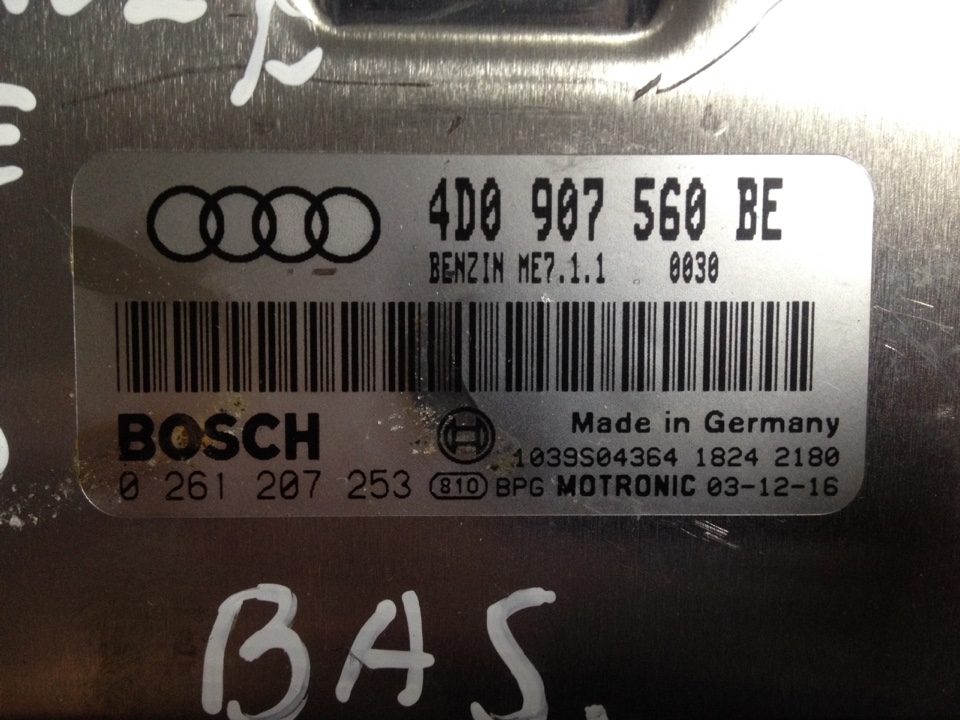 4D0 907 560 BE
BENZIN ME7.1.1 0030
BOSCH
Made in Germany
1039S04364 1824 2180
0 261 207 253 810 BPG MOTRONIC 03-12-16
BAS.